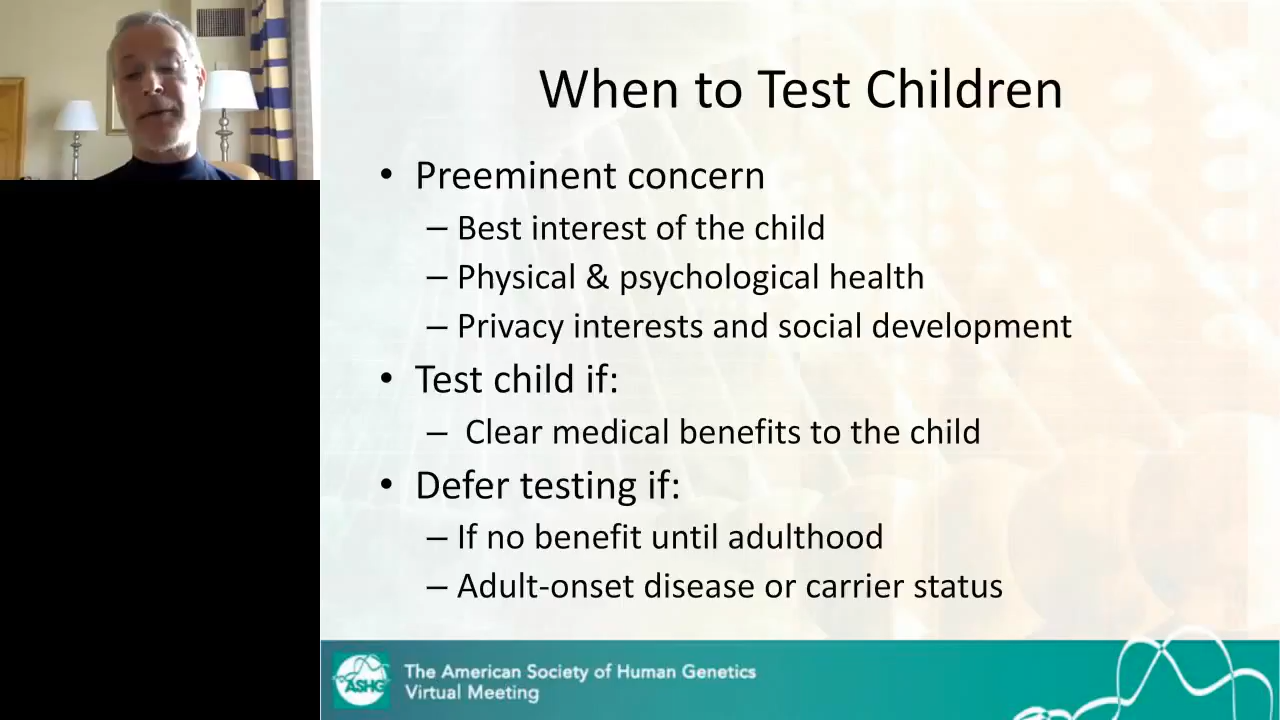 When to Test Children
• Preeminent concern
– Best interest of the child
– Physical & psychological health
– Privacy interests and social development
• Test child if:
– Clear medical benefits to the child
• Defer testing if:
– If no benefit until adulthood
– Adult-onset disease or carrier status
ASHG
The American Society of Human Genetics
Virtual Meeting